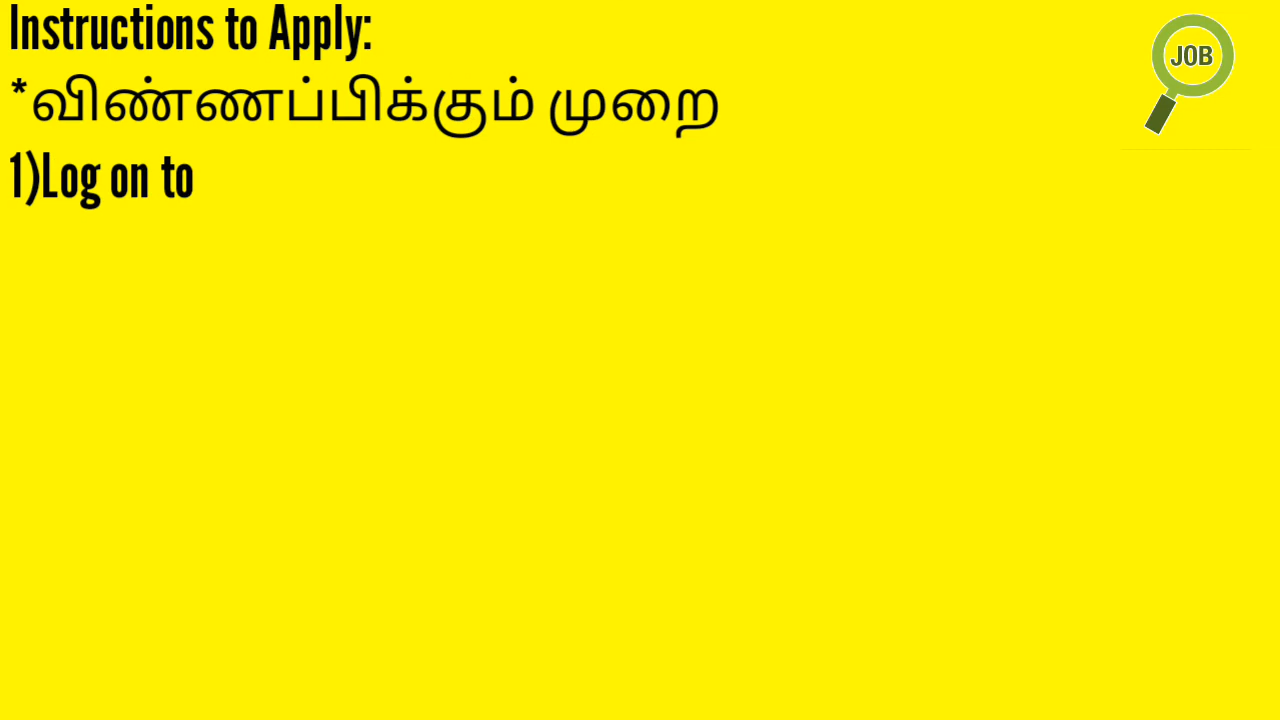 Instructions to Apply:
*விண்ணப்பிக்கும் முறை
1)Log on to
JOB